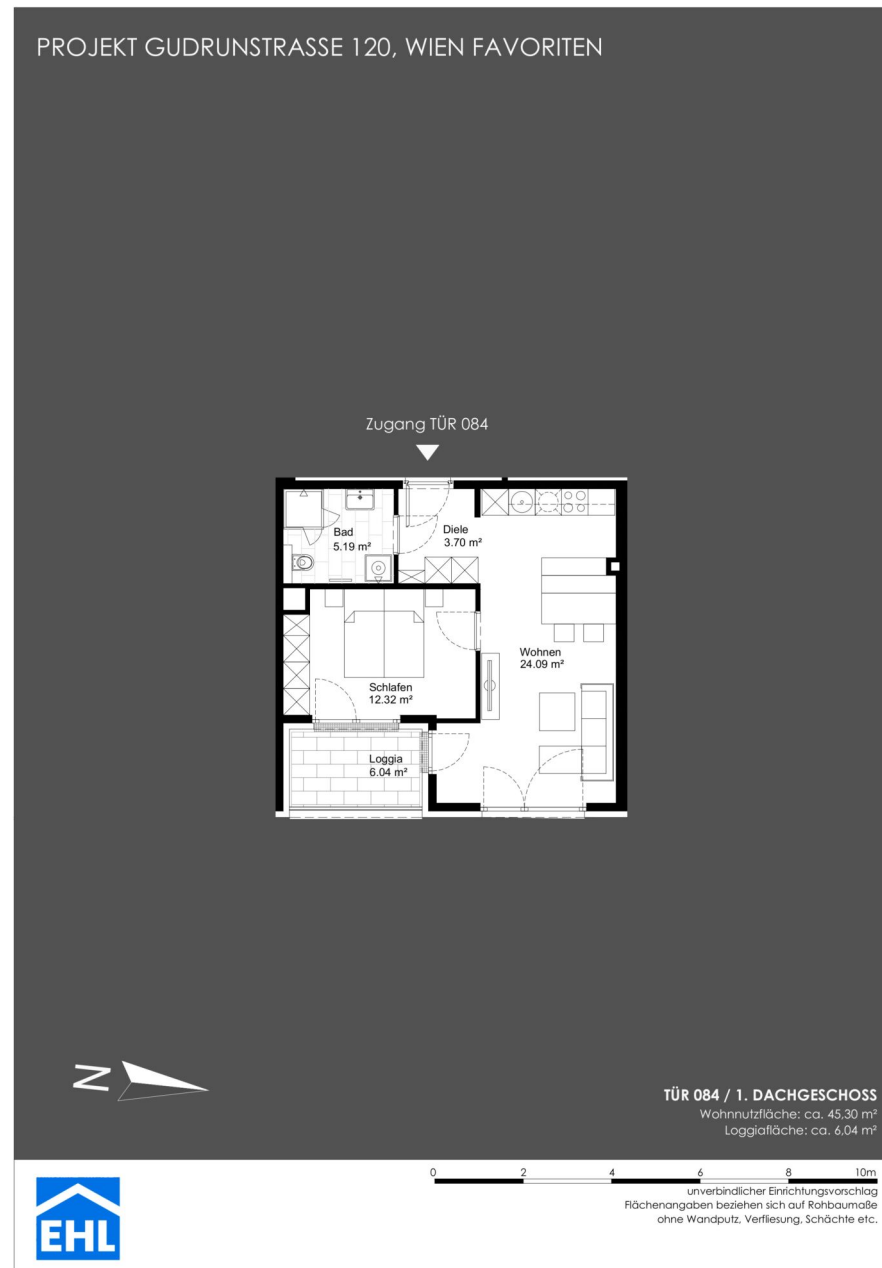 PROJEKT GUDRUNSTRASSE 120, WIEN FAVORITEN
Zugang TÜR 084
Bad
5.19 m²
Diele
3.70 m²
Wohnen
24.09 m²
Schlafen
12.32 m²
Loggia
6.04 m²
N
TÜR 084 / 1. DACHGESCHOSS
Wohnnutzfläche: ca. 45,30 m²
Loggiafläche: ca. 6,04 m²
0 2 4 6 8 10m
unverbindlicher Einrichtungsvorschlag
Flächenangaben beziehen sich auf Rohbaumaße
ohne Wandputz, Verfliesung, Schächte etc.
EHL